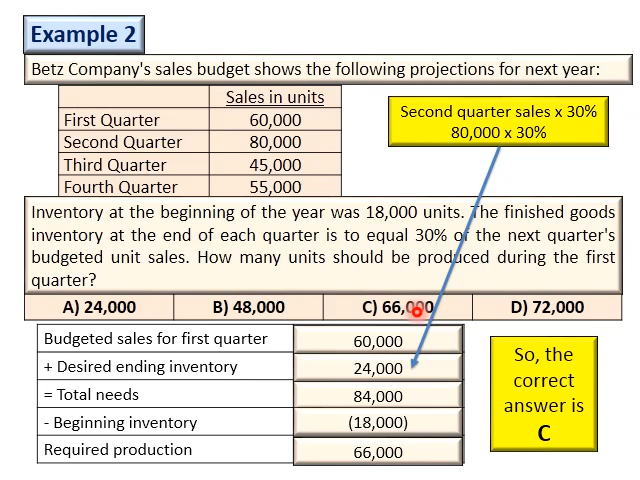 Example 2
Betz Company's sales budget shows the following projections for next year:
Sales in units
First Quarter 60,000
Second Quarter 80,000
Third Quarter 45,000
Fourth Quarter 55,000
Second quarter sales x 30%
80,000 x 30%
Inventory at the beginning of the year was 18,000 units. The finished goods
inventory at the end of each quarter is to equal 30% of the next quarter's
budgeted unit sales. How many units should be produced during the first
quarter?
A) 24,000 B) 48,000 C) 66,000 D) 72,000
Budgeted sales for first quarter 60,000
+ Desired ending inventory 24,000
= Total needs 84,000
- Beginning inventory (18,000)
Required production 66,000
So, the
correct
answer is
C